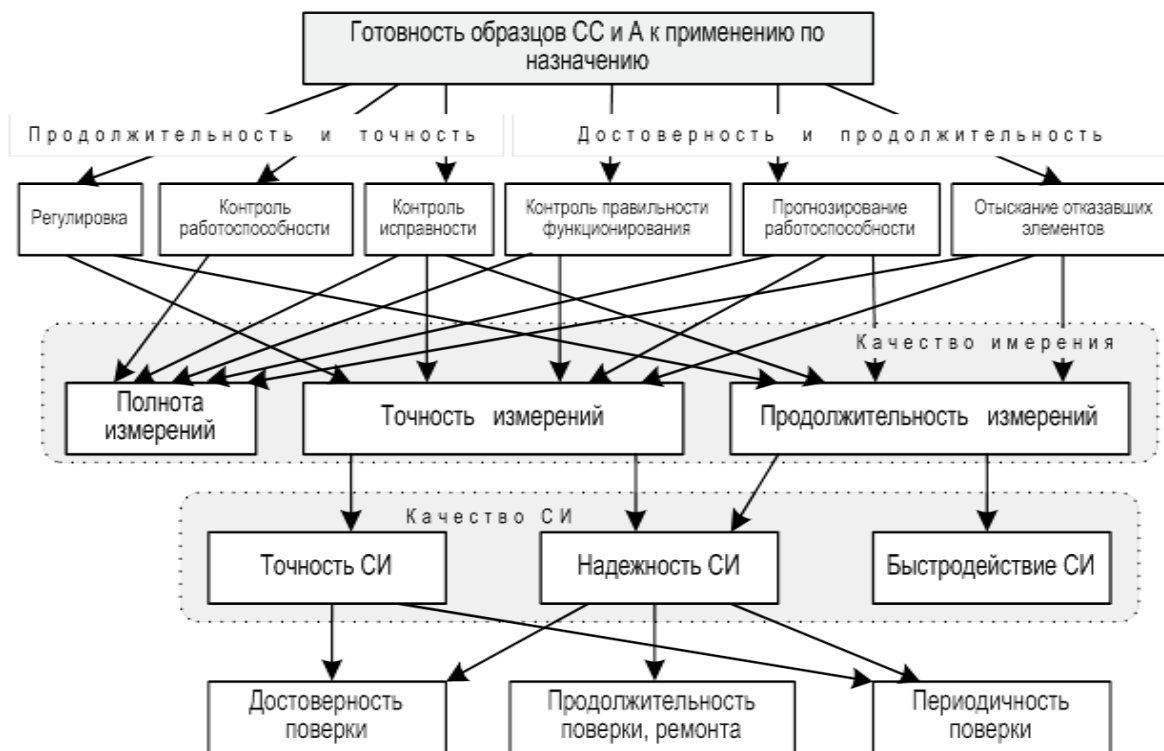 Готовность образцов СС и А к применению по
назначению
Продолжительность и точность
Достоверность и продолжительность
Регулировка
Контроль
работоспособности
Контроль
исправности
Контроль правильности
функционирования
Прогнозирование
работоспособности
Отыскание отказавших
элементов
Качество имерения
Полнота
измерений
Точность измерений
Продолжительность измерений
Качество СИ
Точность СИ
Надежность СИ
Быстродействие СИ
Достоверность
поверки
Продолжительность
поверки, ремонта
Периодичность
поверки